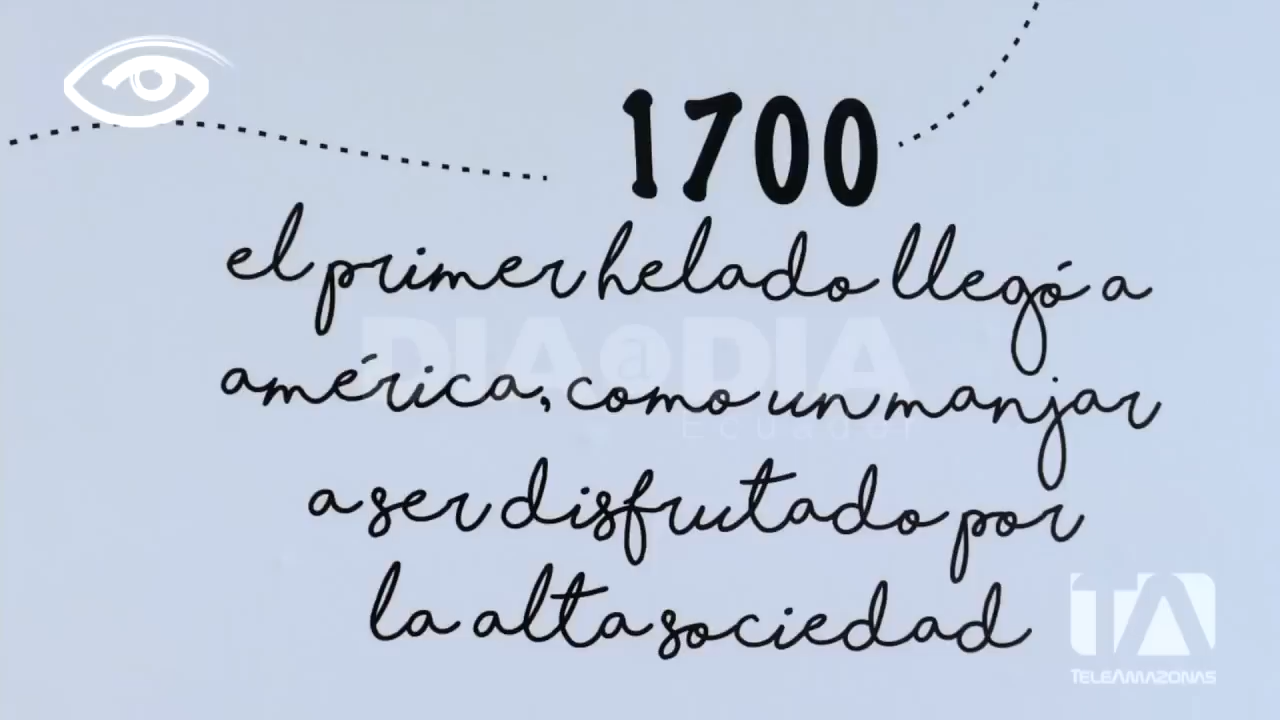 1700
el primer helado llegó a
américa, como un manjar
a ser disfrutado por
la alta sociedad
DIA@DIA
Ecuador
TA
TELEAMAZONAS